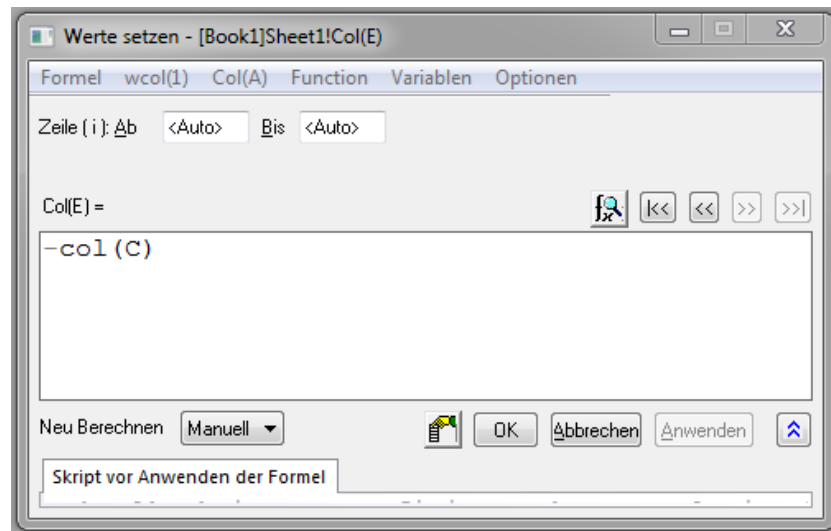 Werte setzen - [Book1]Sheet1!Col(E)
Formel wcol(1) Col(A) Function Variablen Optionen
Zeile ( i ): Ab <Auto> Bis <Auto>
Col(E) =
|<< << >> >>|
-col(C)
Neu Berechnen Manuell OK Abbrechen Anwenden
Skript vor Anwenden der Formel